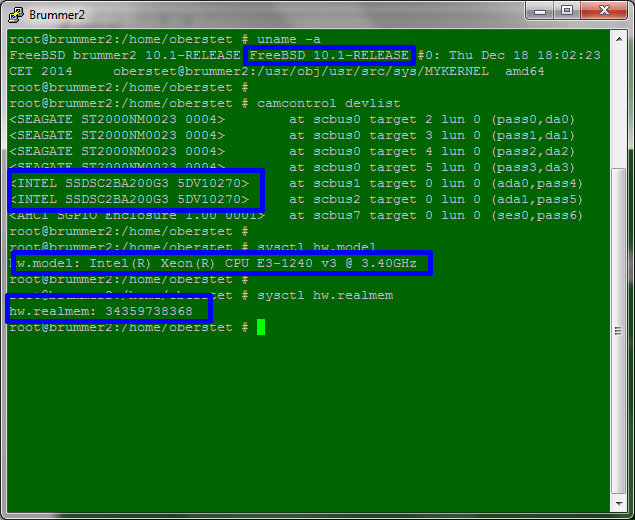 Brummer2
root@brummer2:/home/oberstet # uname -a
FreeBSD brummer2 10.1-RELEASE FreeBSD 10.1-RELEASE #0: Thu Dec 18 18:02:23
CET 2014     oberstet@brummer2:/usr/obj/usr/src/sys/MYKERNEL  amd64
root@brummer2:/home/oberstet #
root@brummer2:/home/oberstet # camcontrol devlist
<SEAGATE ST2000NM0023 0004>        at scbus0 target 2 lun 0 (pass0,da0)
<SEAGATE ST2000NM0023 0004>        at scbus0 target 3 lun 0 (pass1,da1)
<SEAGATE ST2000NM0023 0004>        at scbus0 target 4 lun 0 (pass2,da2)
<SEAGATE ST2000NM0023 0004>        at scbus0 target 5 lun 0 (pass3,da3)
<INTEL SSDSC2BA200G3 5DV10270>     at scbus1 target 0 lun 0 (ada0,pass4)
<INTEL SSDSC2BA200G3 5DV10270>     at scbus2 target 0 lun 0 (ada1,pass5)
<AHCI SGPIO Enclosure 1.00 0001>   at scbus7 target 0 lun 0 (ses0,pass6)
root@brummer2:/home/oberstet #
root@brummer2:/home/oberstet # sysctl hw.model
hw.model: Intel(R) Xeon(R) CPU E3-1240 v3 @ 3.40GHz
root@brummer2:/home/oberstet #
root@brummer2:/home/oberstet # sysctl hw.realmem
hw.realmem: 34359738368
root@brummer2:/home/oberstet #